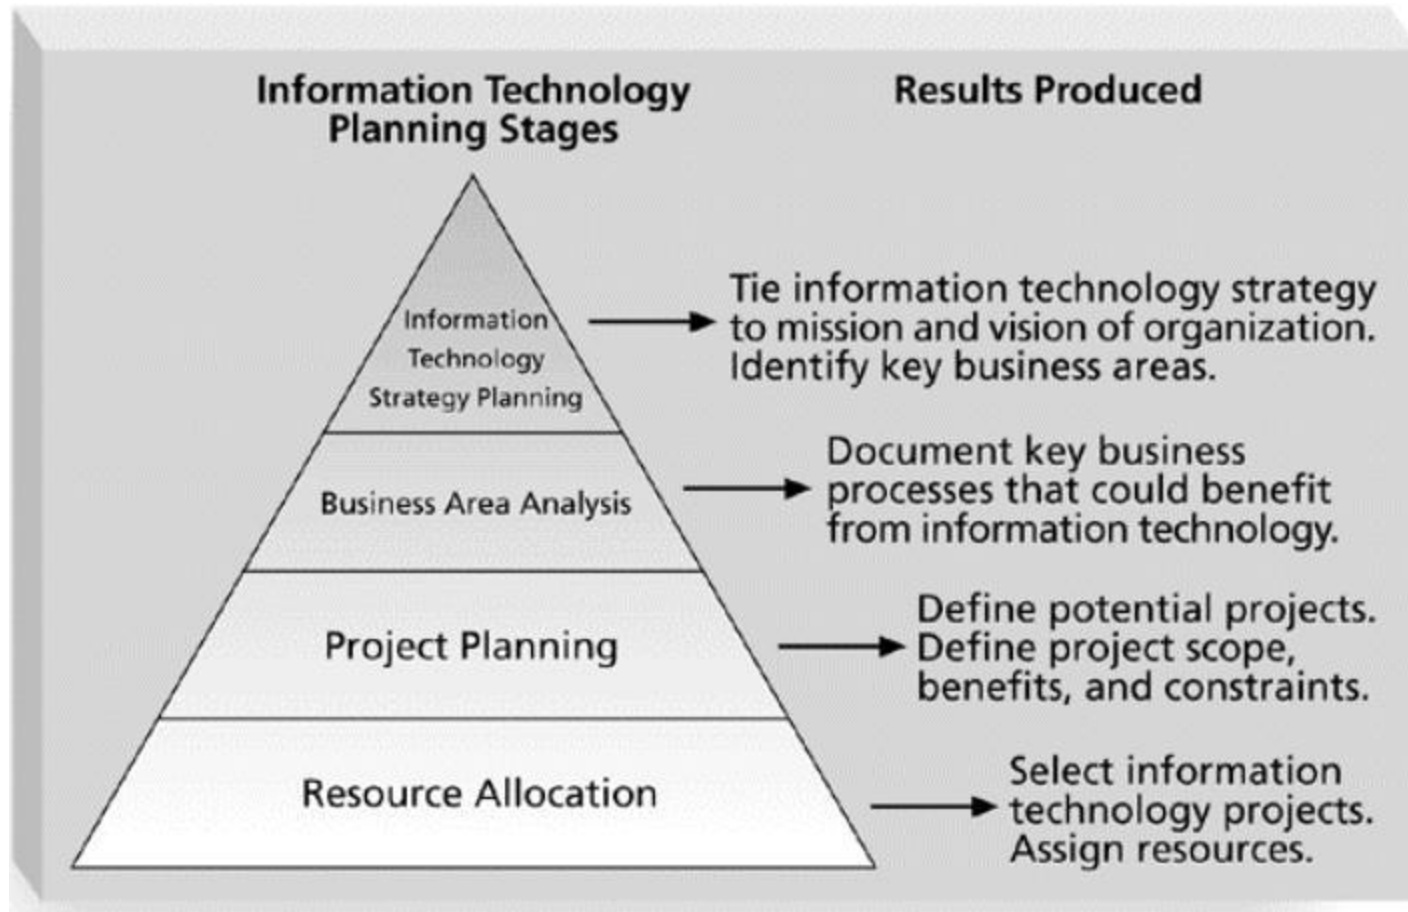 Information Technology
Planning Stages
Results Produced
Information
Technology
Strategy Planning
Tie information technology strategy
to mission and vision of organization.
Identify key business areas.
Business Area Analysis
Document key business
processes that could benefit
from information technology.
Project Planning
Define potential projects.
Define project scope,
benefits, and constraints.
Resource Allocation
Select information
technology projects.
Assign resources.